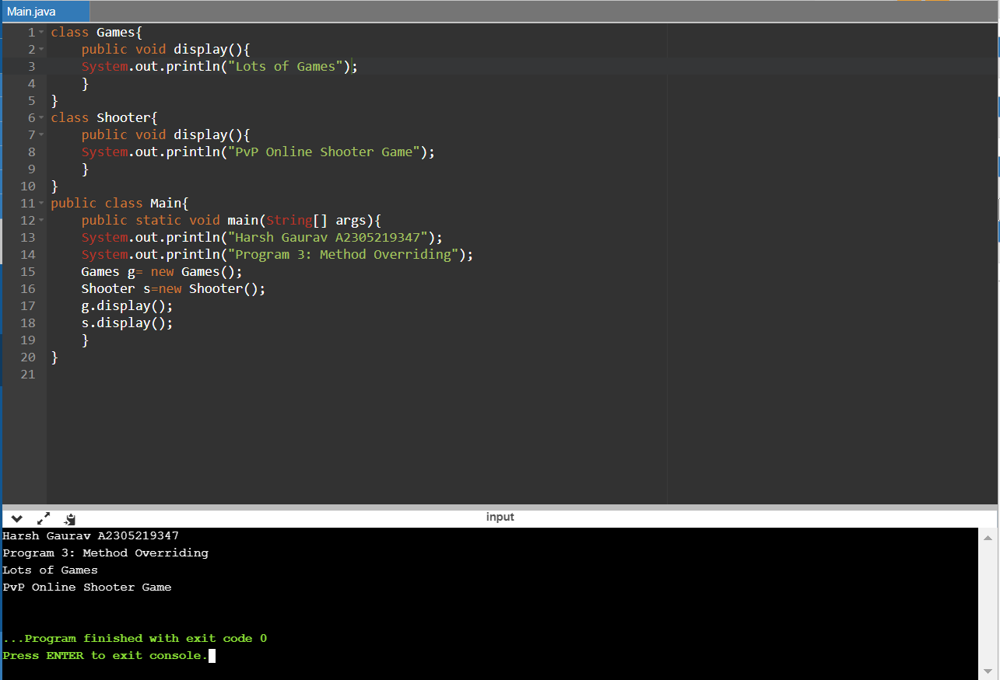 Main.java
1 class Games{
2 public void display(){
3 System.out.println("Lots of Games");
4 }
5 }
6 class Shooter{
7 public void display(){
8 System.out.println("PvP Online Shooter Game");
9 }
10 }
11 public class Main{
12 public static void main(String[] args){
13 System.out.println("Harsh Gaurav A2305219347");
14 System.out.println("Program 3: Method Overriding");
15 Games g= new Games();
16 Shooter s=new Shooter();
17 g.display();
18 s.display();
19 }
20 }
21
input
Harsh Gaurav A2305219347
Program 3: Method Overriding
Lots of Games
PvP Online Shooter Game
...Program finished with exit code 0
Press ENTER to exit console.